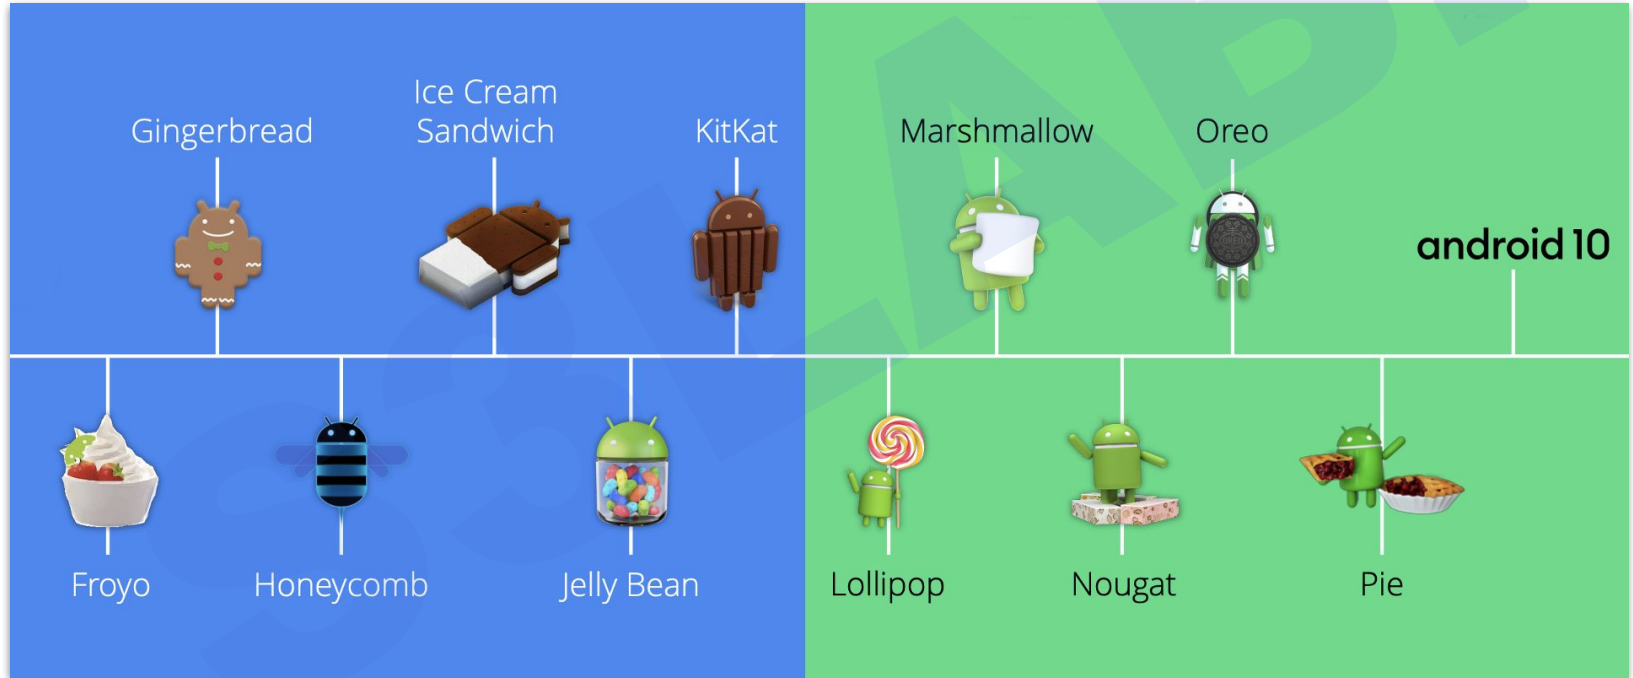 Ice Cream
Gingerbread Sandwich KitKat Marshmallow Oreo
android 10
Froyo Honeycomb Jelly Bean Lollipop Nougat Pie